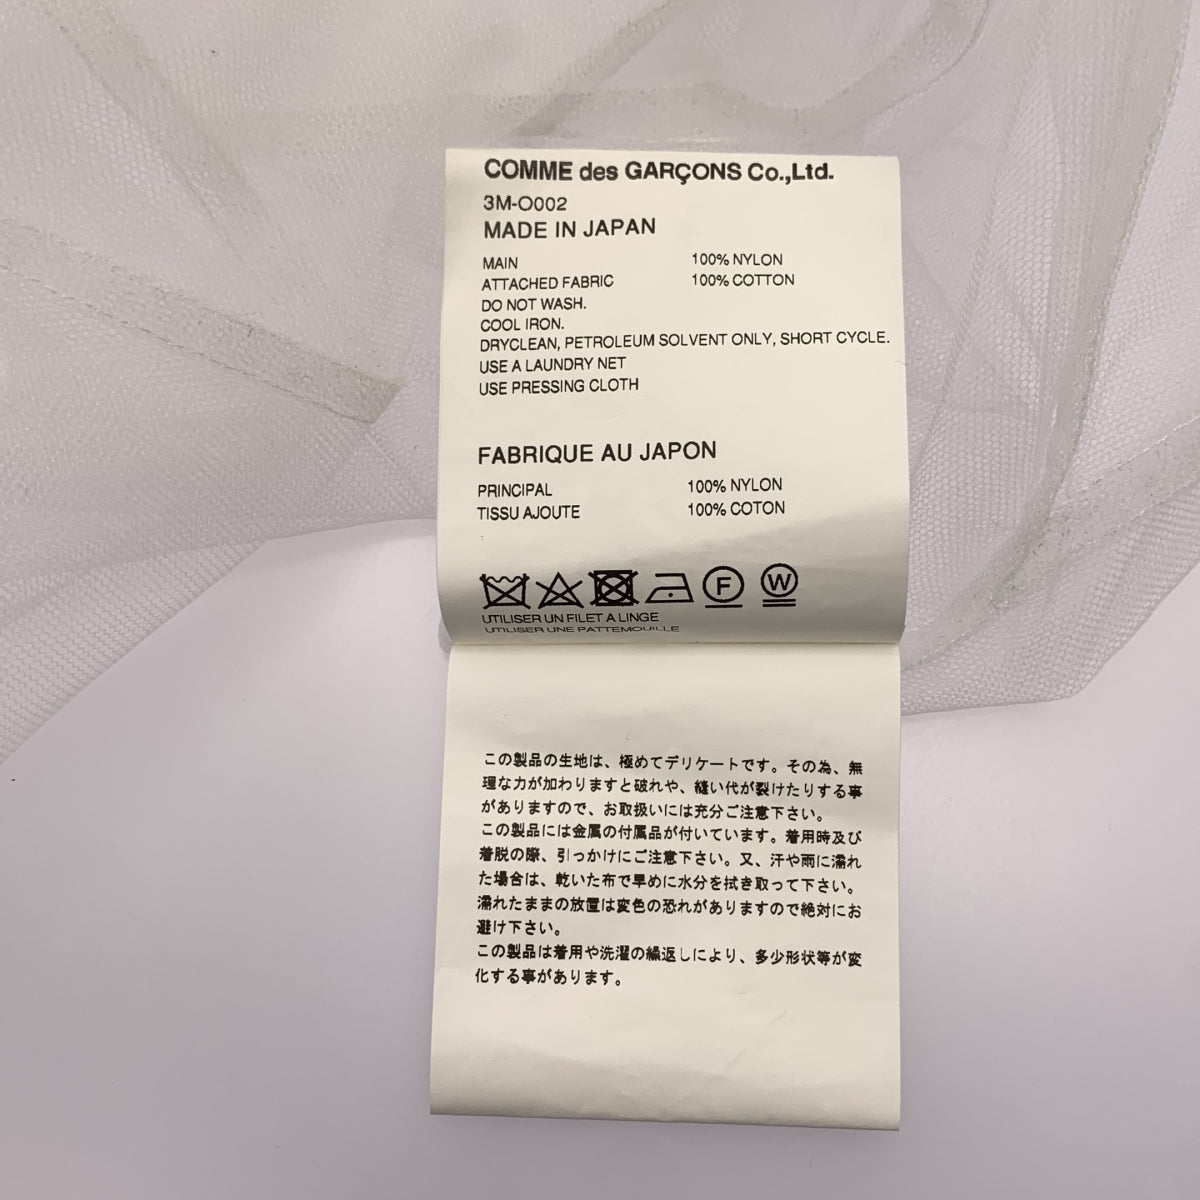 COMME des GARÇONS Co.,Ltd.
3M-O002
MADE IN JAPAN
MAIN 100% NYLON
ATTACHED FABRIC 100% COTTON
DO NOT WASH.
COOL IRON.
DRYCLEAN, PETROLEUM SOLVENT ONLY, SHORT CYCLE.
USE A LAUNDRY NET
USE PRESSING CLOTH
FABRIQUE AU JAPON
PRINCIPAL 100% NYLON
TISSU AJOUTE 100% COTON
F W
UTILISER UN FILET A LINGE
UTILISER UNE PATTEMOUILLE
この製品の生地は、極めてデリケートです。その為、無
理な力が加わりますと破れや、縫い代が裂けたりする事
がありますので、お取扱いには充分ご注意下さい。
この製品には金属の付属品が付いています。着用時及び
着脱の際、引っかけにご注意下さい。又、汗や雨に濡れ
た場合は、乾いた布で早めに水分を拭き取って下さい。
濡れたままの放置は変色の恐れがありますので絶対にお
避け下さい。
この製品は着用や洗濯の繰返しにより、多少形状等が変
化する事があります。